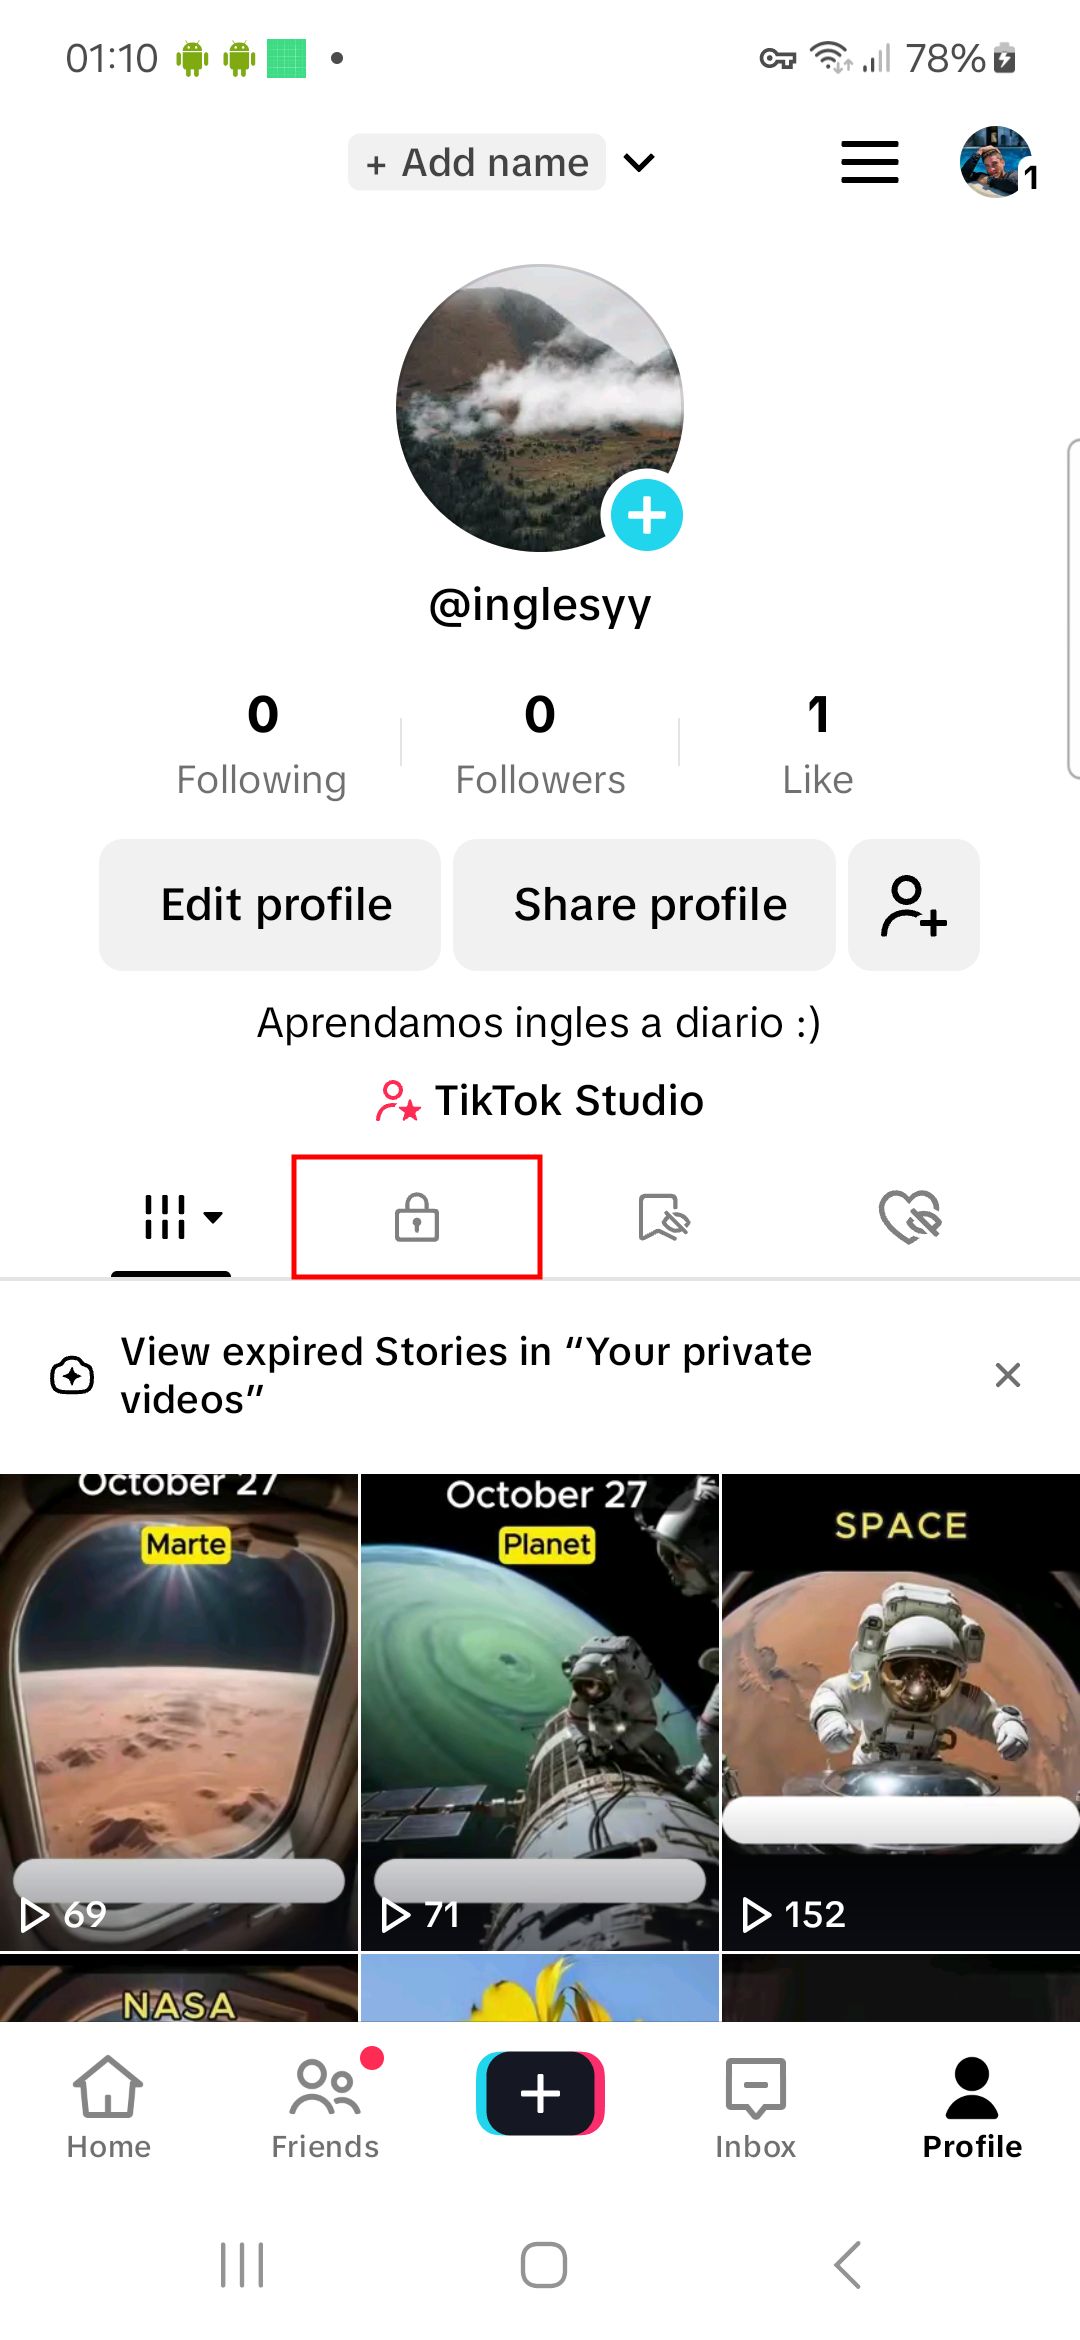 01:10
78%
+ Add name
1
@inglesyy
0
Following
0
Followers
1
Like
Edit profile
Share profile
Aprendamos ingles a diario :)
TikTok Studio
View expired Stories in “Your private
videos”
October 27
Marte
69
October 27
Planet
71
SPACE
152
NASA
Home
Friends
Inbox
Profile